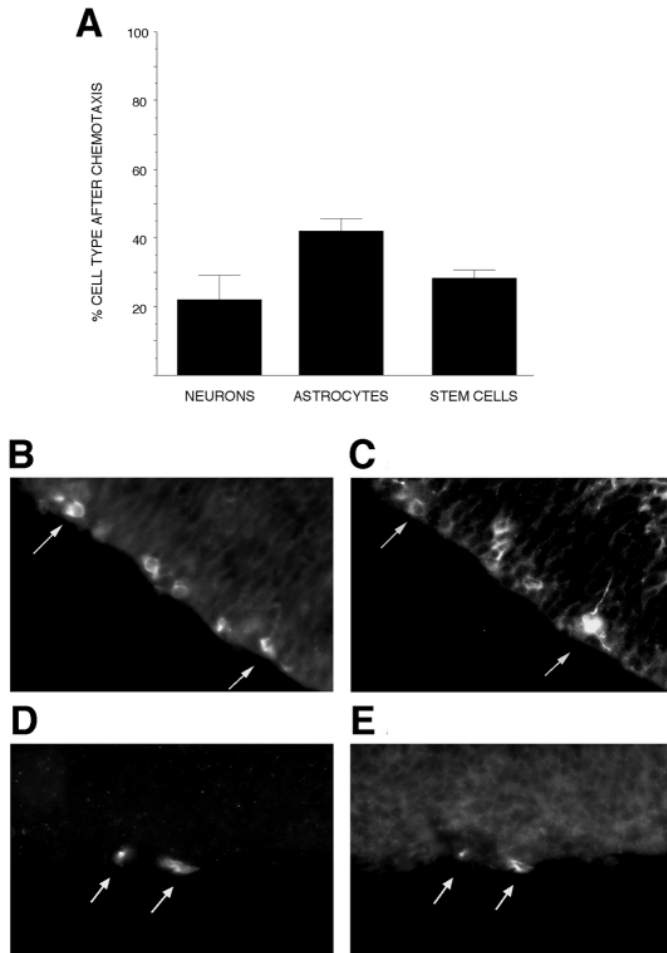 A
% CELL TYPE AFTER CHEMOTAXIS
100
80
60
40
20
NEURONS ASTROCYTES STEM CELLS
B
C
D
E